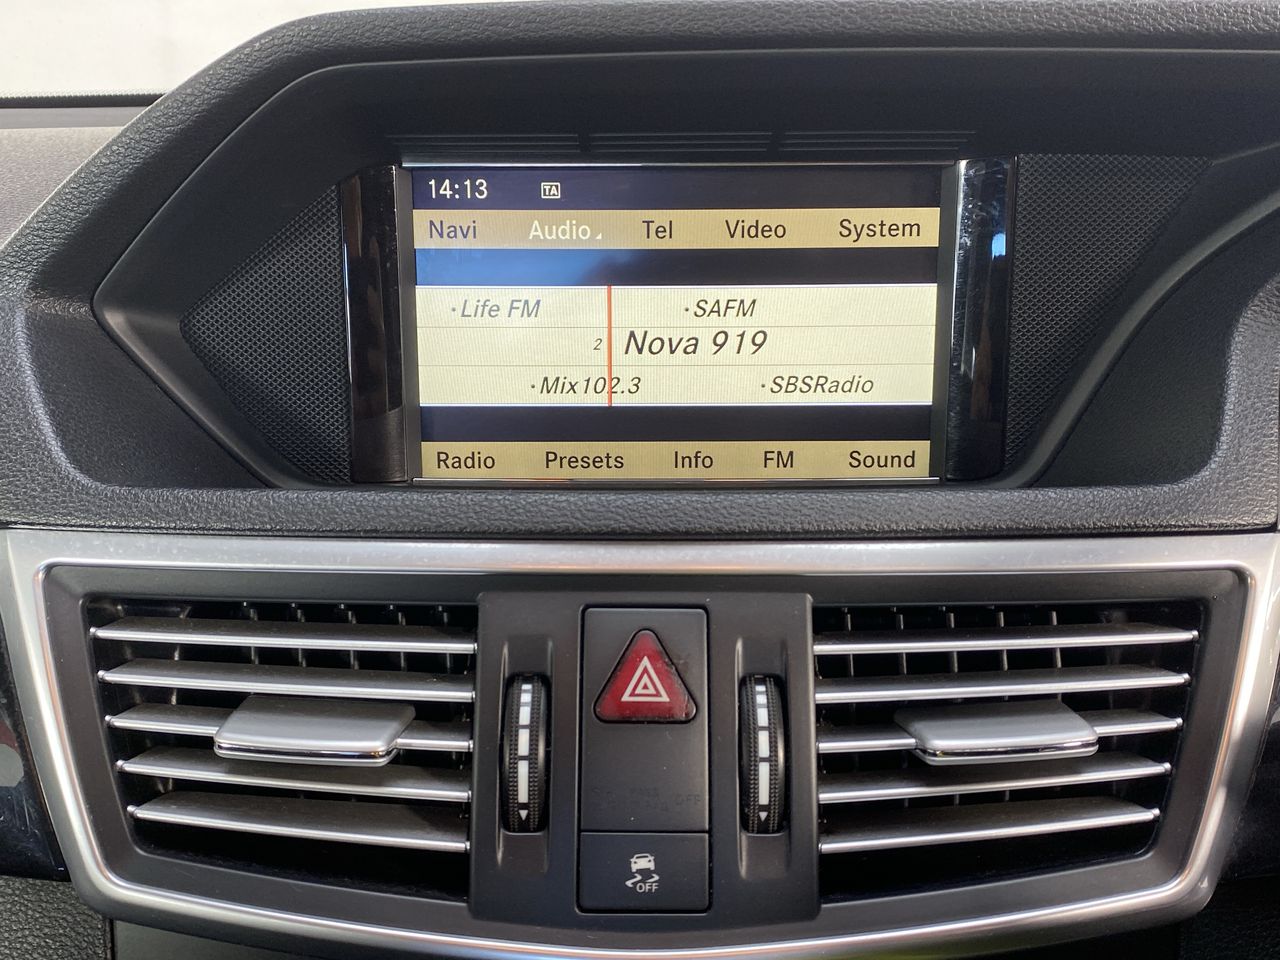 14:13 TA
Navi Audio Tel Video System
·Life FM ·SAFM
2 Nova 919
·Mix102.3 ·SBSRadio
Radio Presets Info FM Sound
OFF